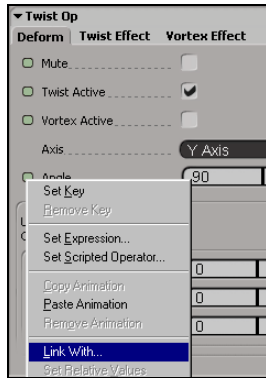 Twist Op
Deform Twist Effect Vortex Effect
Mute
Twist Active
Vortex Active
Axis Y Axis
Angle 90
Set Key
Remove Key
Set Expression...
Set Scripted Operator...
0
Copy Animation
Paste Animation 0
Remove Animation 0
Link With...
Set Relative Values